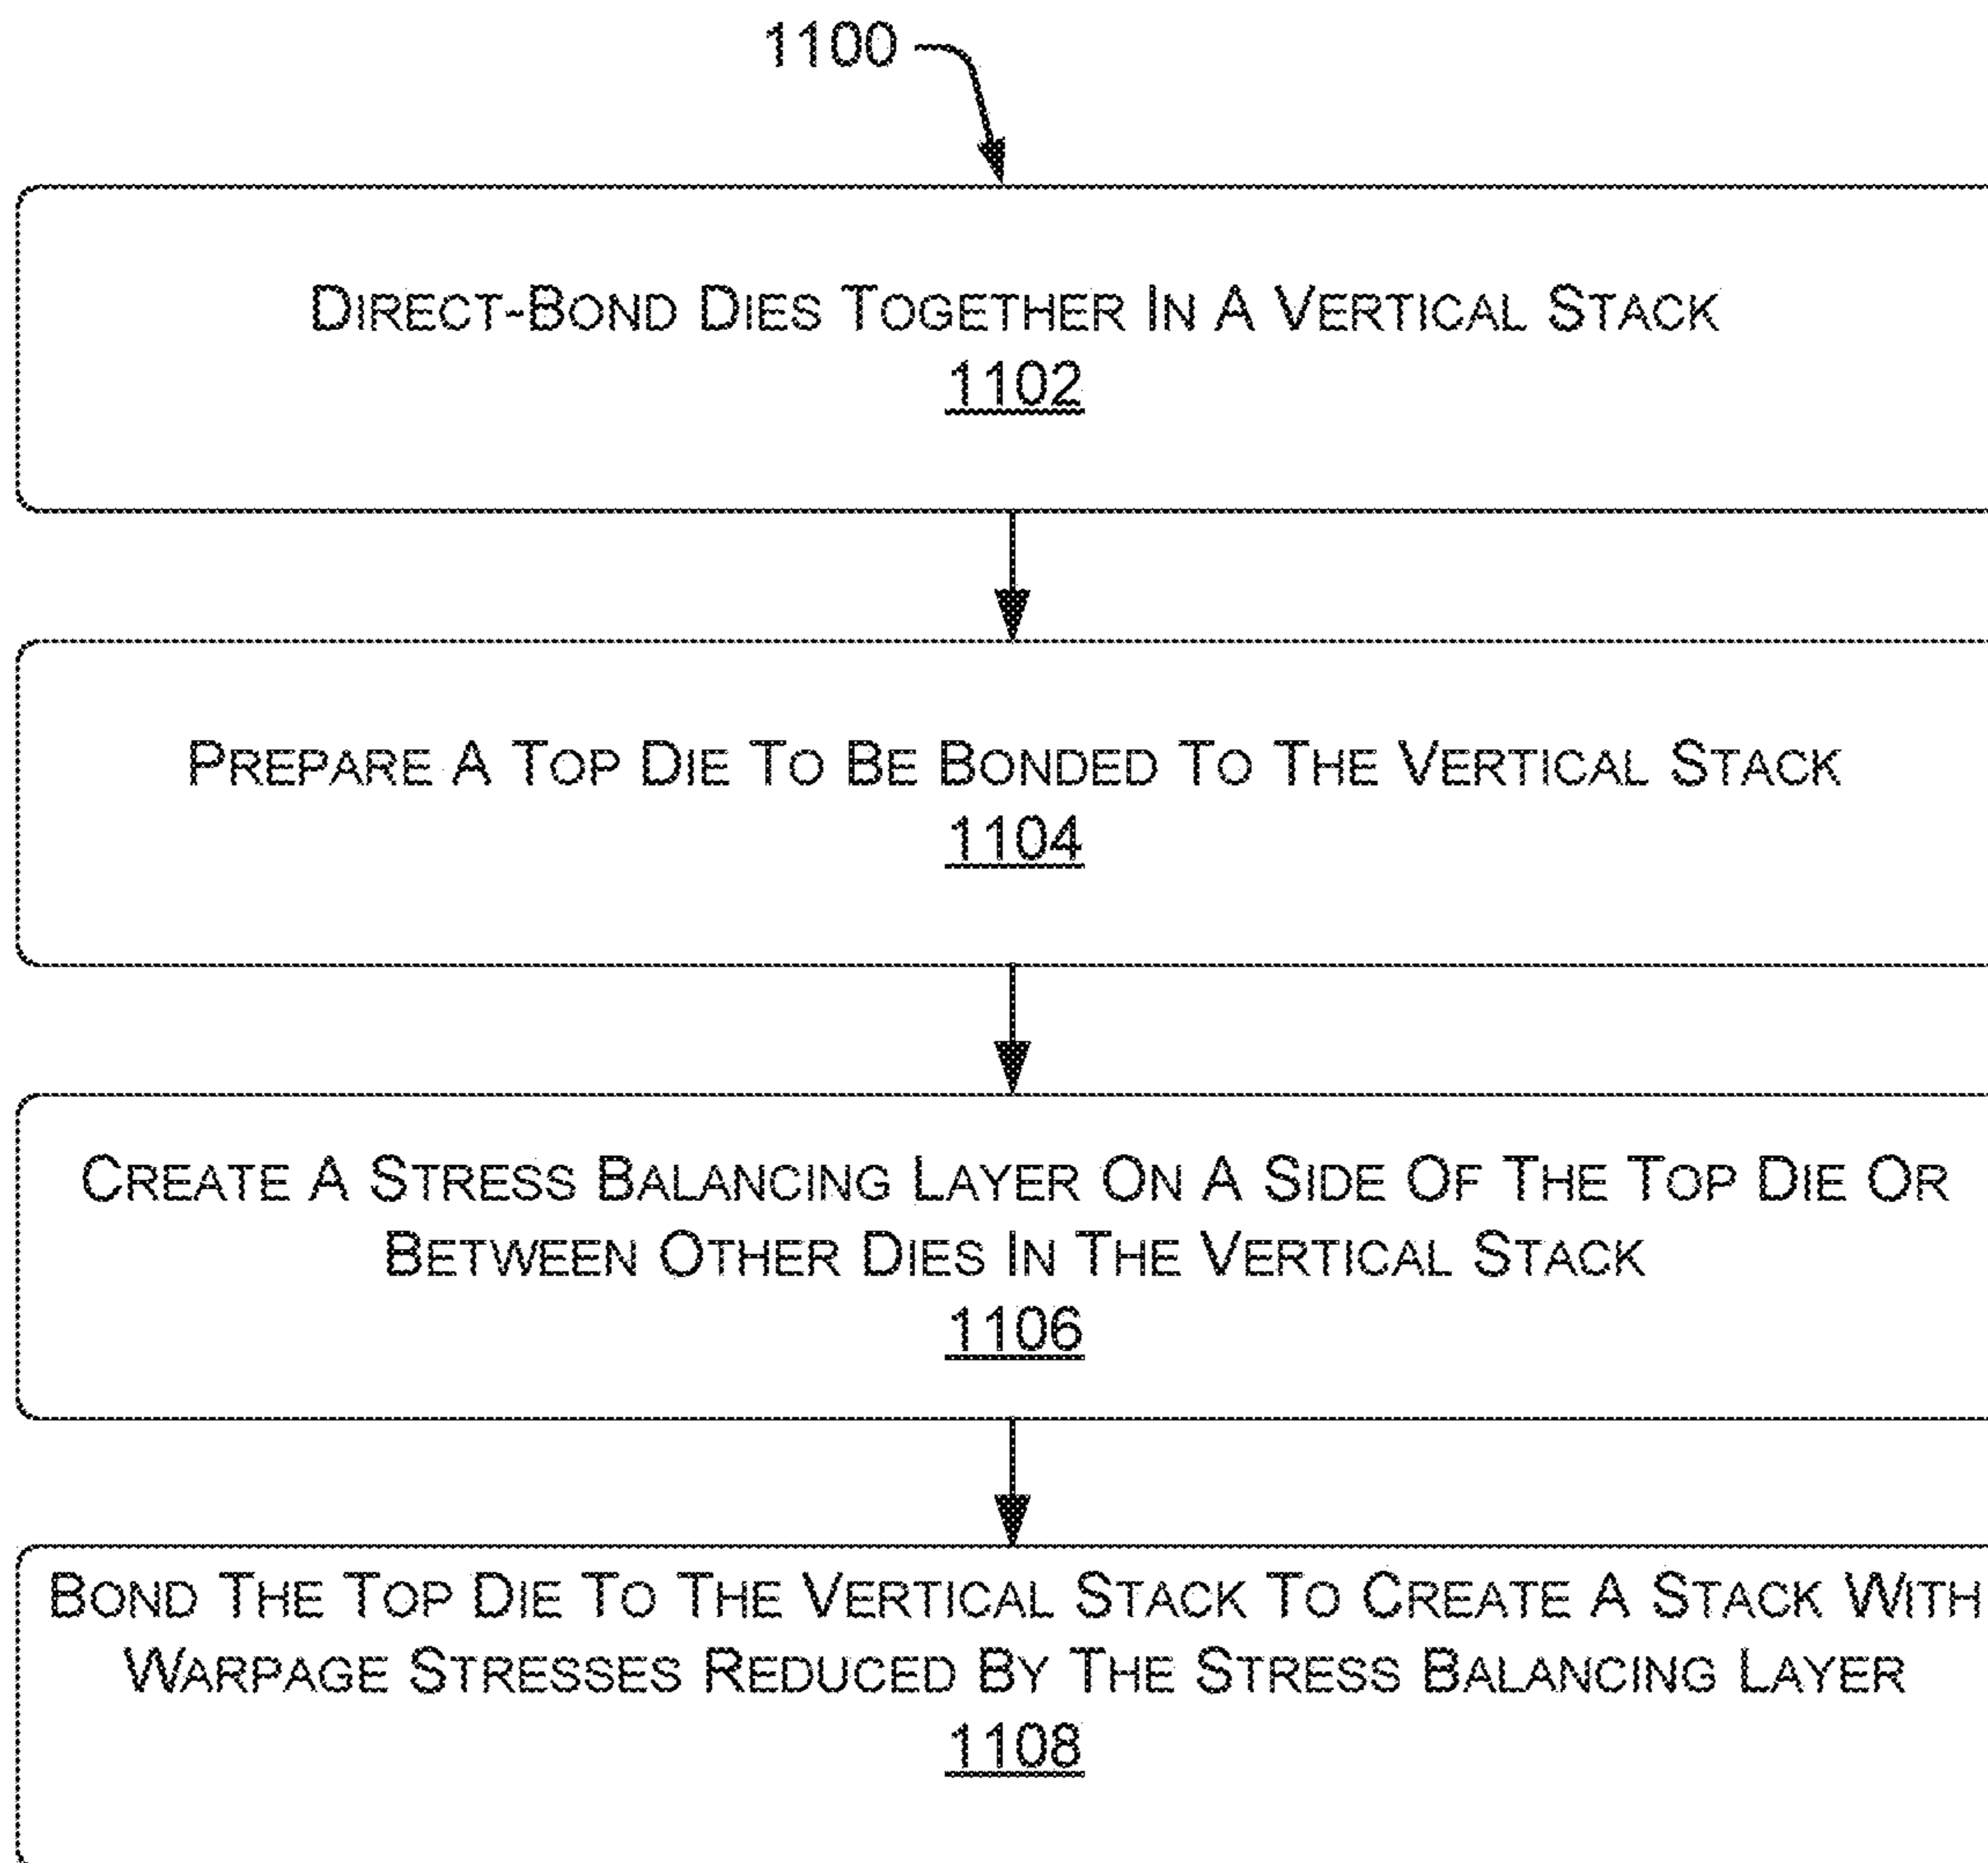 1100
DIRECT-BOND DIES TOGETHER IN A VERTICAL STACK
1102
PREPARE A TOP DIE TO BE BONDED TO THE VERTICAL STACK
1104
CREATE A STRESS BALANCING LAYER ON A SIDE OF THE TOP DIE OR
BETWEEN OTHER DIES IN THE VERTICAL STACK
1106
BOND THE TOP DIE TO THE VERTICAL STACK TO CREATE A STACK WITH
WARPAGE STRESSES REDUCED BY THE STRESS BALANCING LAYER
1108